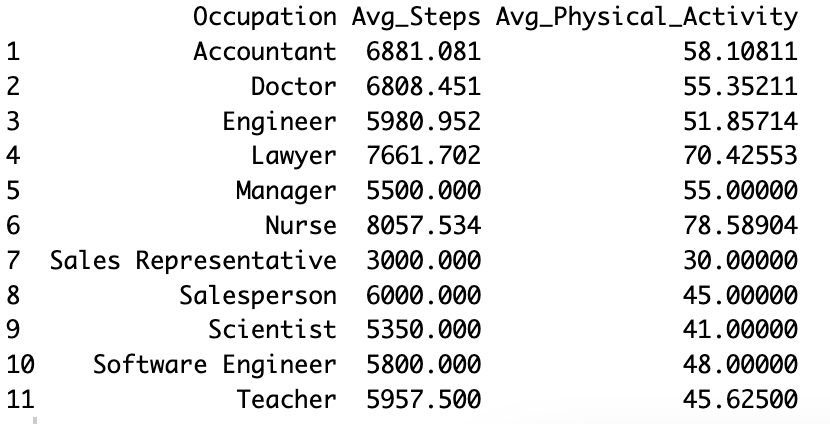 Occupation Avg_Steps Avg_Physical_Activity
1 Accountant 6881.081 58.10811
2 Doctor 6808.451 55.35211
3 Engineer 5980.952 51.85714
4 Lawyer 7661.702 70.42553
5 Manager 5500.000 55.00000
6 Nurse 8057.534 78.58904
7 Sales Representative 3000.000 30.00000
8 Salesperson 6000.000 45.00000
9 Scientist 5350.000 41.00000
10 Software Engineer 5800.000 48.00000
11 Teacher 5957.500 45.62500